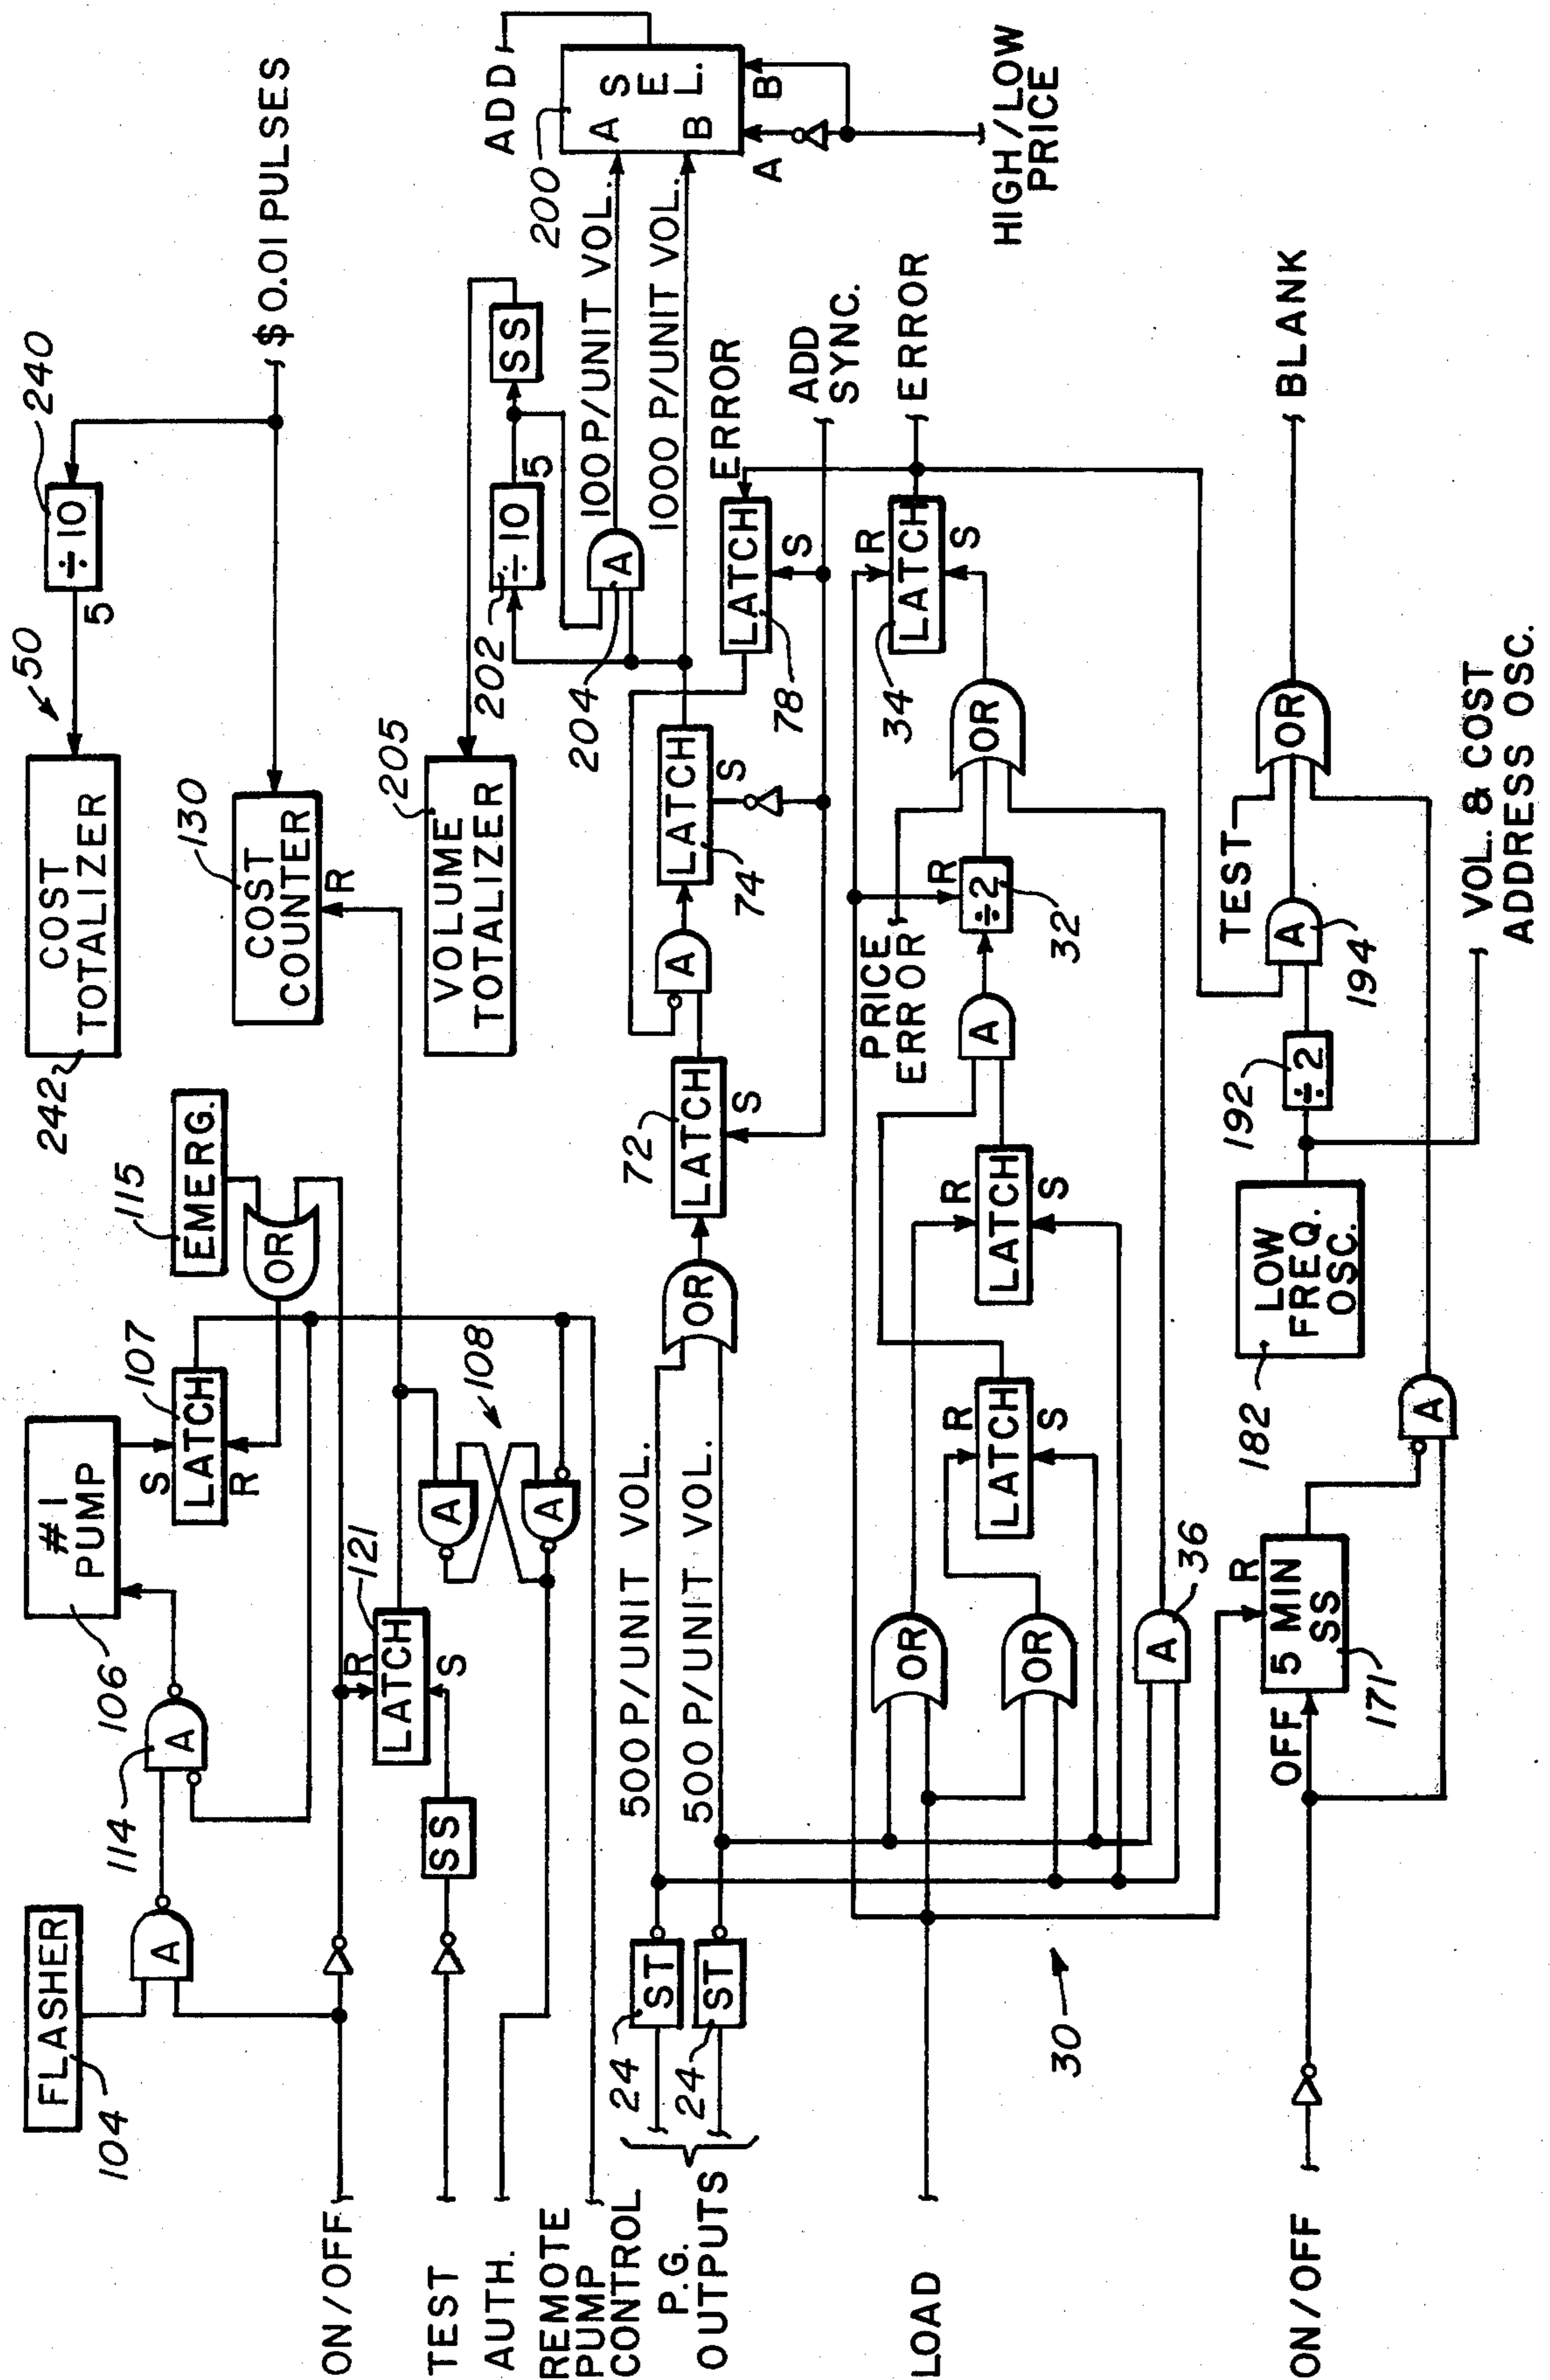 FLASHER
104
A
114
A
106
# 1
PUMP
S
LATCH
R
107
115
EMERG.
OR
242
COST
TOTALIZER
50
5
÷10
240
$0.01 PULSES
130
COST
COUNTER
R
ON/OFF
R
LATCH
S
121
SS
TEST
AUTH.
A
A
108
REMOTE
PUMP
CONTROL
205
VOLUME
TOTALIZER
202
÷10
5
SS
204
A
100 P/UNIT VOL.
1000 P/UNIT VOL.
200
ADD
A
B
SEL.
A
B
HIGH/LOW
PRICE
P.G.
OUTPUTS
24
ST
24
ST
500 P/UNIT VOL.
500 P/UNIT VOL.
OR
72
LATCH
S
A
LATCH
74
S
LATCH
78
S
ERROR
ADD
SYNC.
LOAD
30
OR
OR
A
36
R
LATCH
S
R
LATCH
S
A
PRICE
ERROR
R
÷2
32
OR
34
R
LATCH
S
ERROR
ON/OFF
OFF
5 MIN
SS
R
171
A
182
LOW
FREQ.
OSC.
192
÷2
A
194
TEST
OR
BLANK
VOL. & COST
ADDRESS OSC.